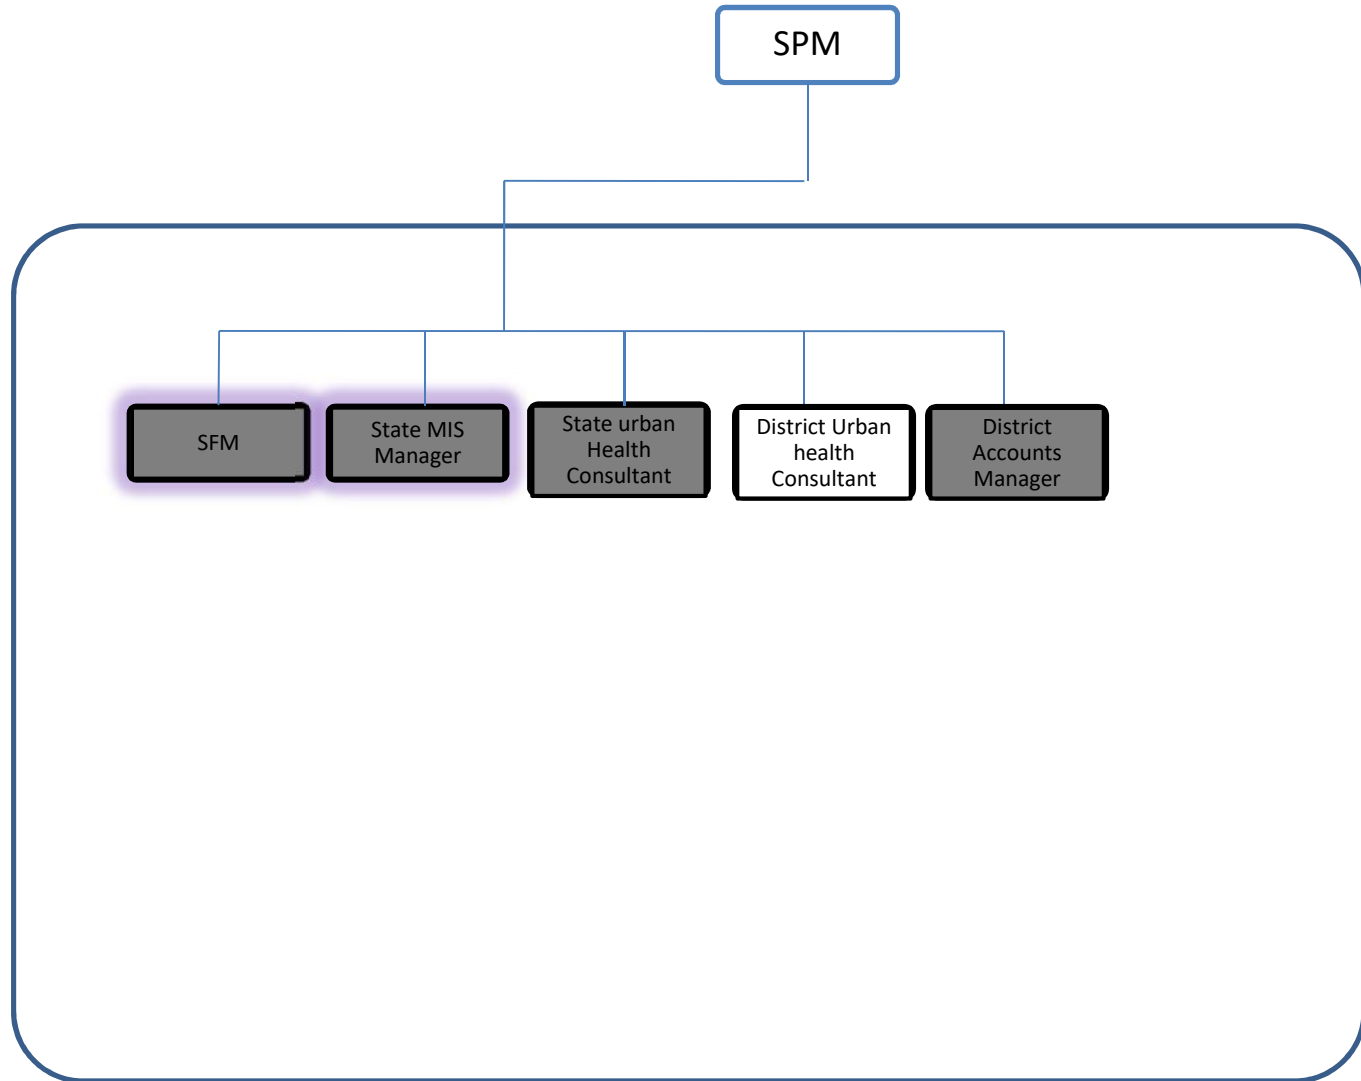 SPM
SFM
State MIS
Manager
State urban
Health
Consultant
District Urban
health
Consultant
District
Accounts
Manager